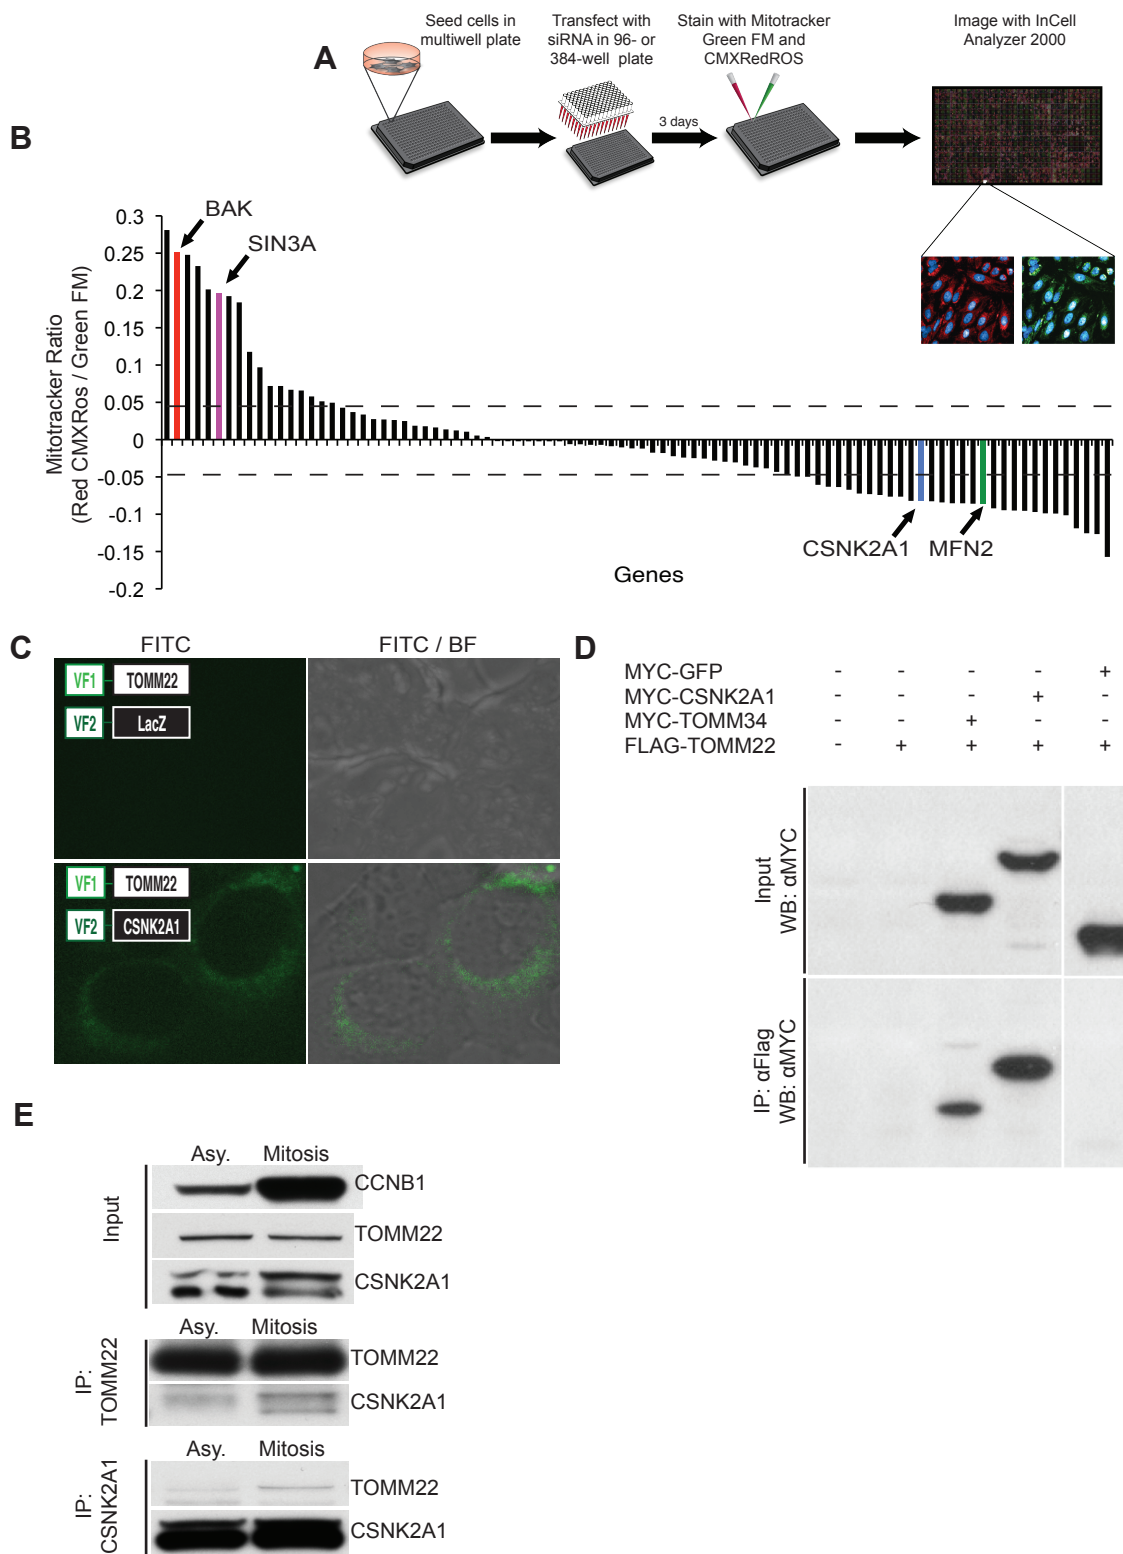 A
Seed cells in
multiwell plate
Transfect with
siRNA in 96- or
384-well plate
Stain with Mitotracker
Green FM and
CMXRedROS
Image with InCell
Analyzer 2000
3 days
B
Mitotracker Ratio
(Red CMXRos / Green FM)
0.3
0.25
0.2
0.15
0.1
0.05
0
-0.05
-0.1
-0.15
-0.2
BAK
SIN3A
CSNK2A1
MFN2
Genes
C
FITC
FITC / BF
VF1
TOMM22
VF2
LacZ
VF1
TOMM22
VF2
CSNK2A1
D
MYC-GFP - - - - +
MYC-CSNK2A1 - - - + -
MYC-TOMM34 - - + - -
FLAG-TOMM22 - + + + +
Input
WB: αMYC
IP: αFlag
WB: αMYC
E
Asy. Mitosis
Input
CCNB1
TOMM22
CSNK2A1
Asy. Mitosis
IP:
TOMM22
TOMM22
CSNK2A1
Asy. Mitosis
IP:
CSNK2A1
TOMM22
CSNK2A1